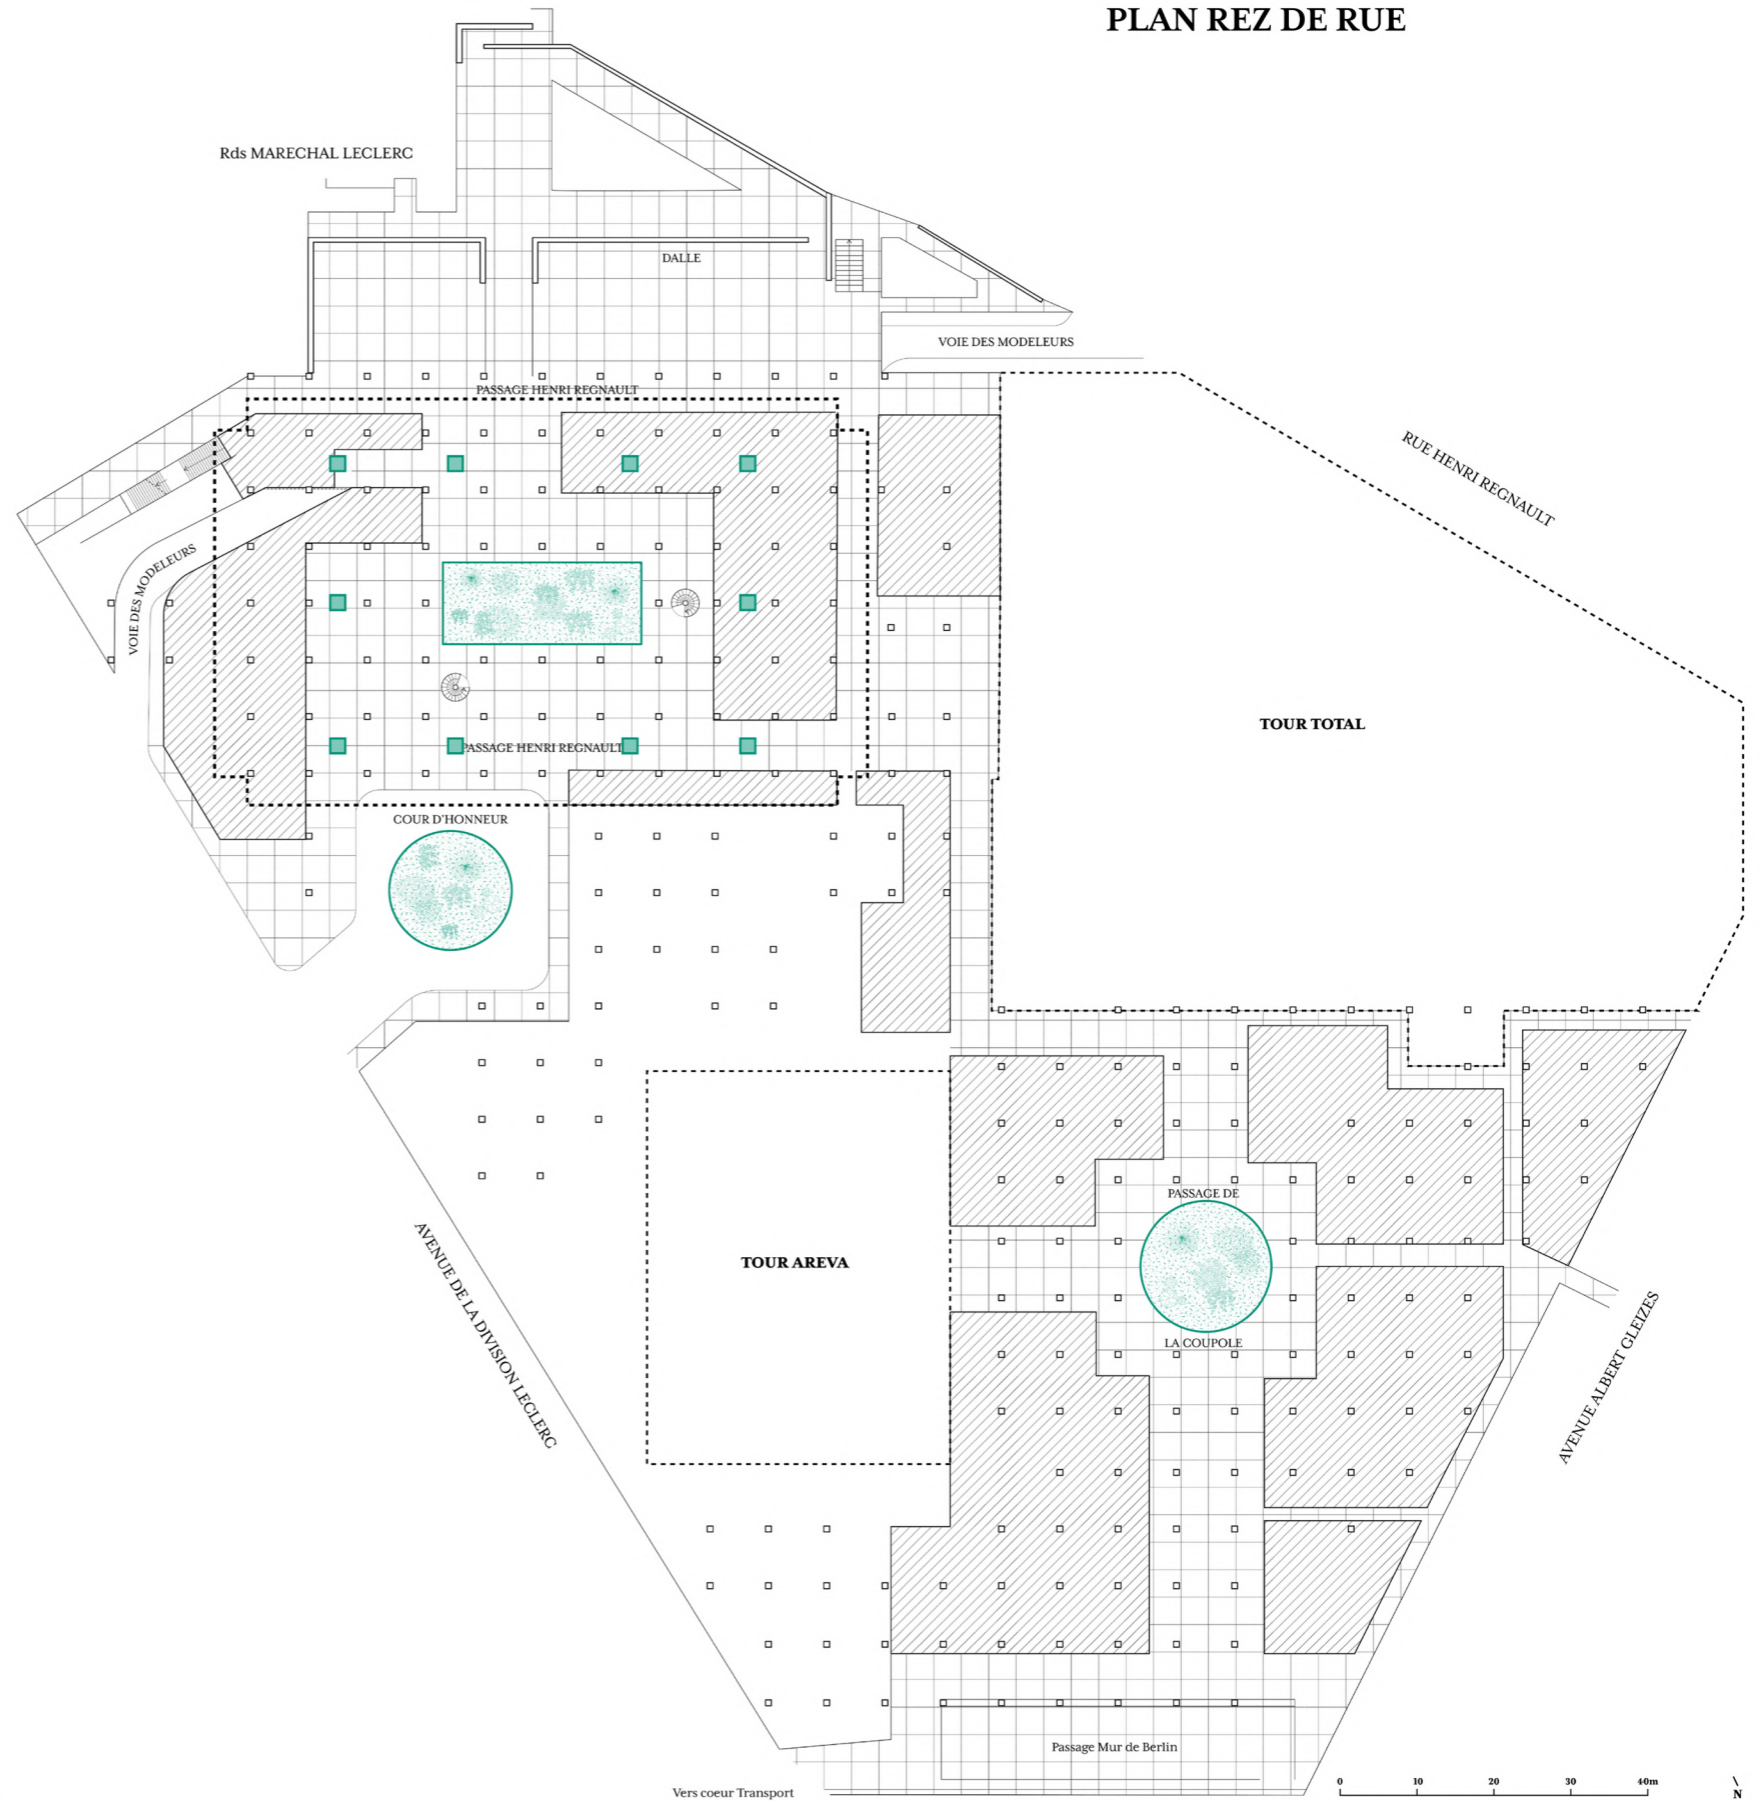 PLAN REZ DE RUE
Rds MARECHAL LECLERC
DALLE
VOIE DES MODELEURS
PASSAGE HENRI REGNAULT
RUE HENRI REGNAULT
VOIE DES MODELEURS
TOUR TOTAL
PASSAGE HENRI REGNAULT
COUR D'HONNEUR
PASSAGE DE
LA COUPOLE
TOUR AREVA
AVENUE DE LA DIVISION LECLERC
AVENUE ALBERT GLEIZES
Passage Mur de Berlin
Vers coeur Transport
0 10 20 30 40m
N